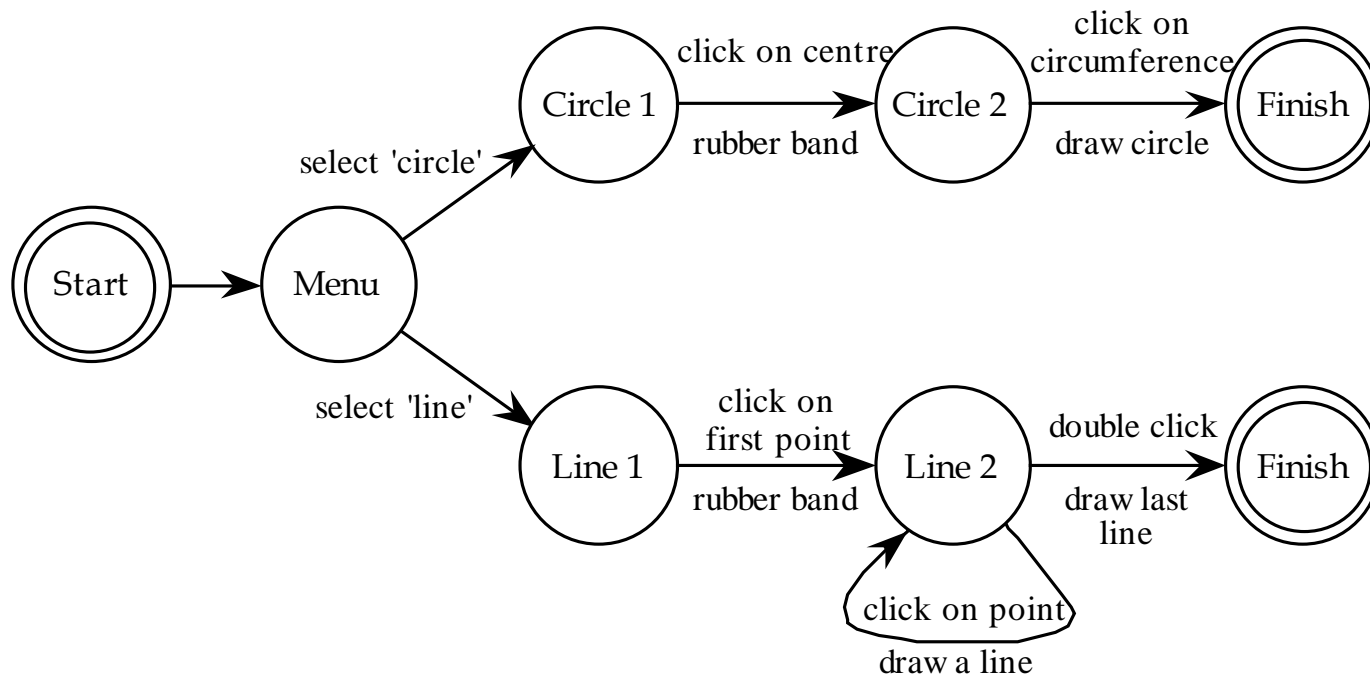 click on centre
click on
circumference
Circle 1
Circle 2
Finish
rubber band
draw circle
select 'circle'
Start
Menu
select 'line'
click on
first point
double click
Line 1
Line 2
Finish
rubber band
draw last
line
click on point
draw a line